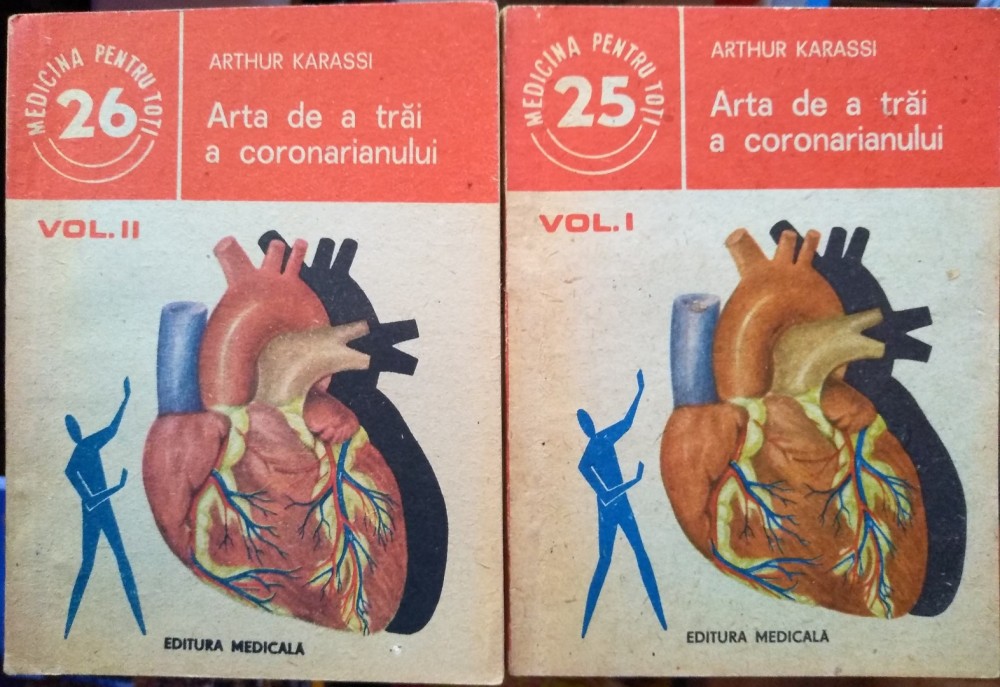 MEDICINA PENTRU TOȚI
26
ARTHUR KARASSI
Arta de a trăi
a coronarianului
VOL. II
EDITURA MEDICALĂ
MEDICINA PENTRU TOȚI
25
ARTHUR KARASSI
Arta de a trăi
a coronarianului
VOL. I
EDITURA MEDICALĂ